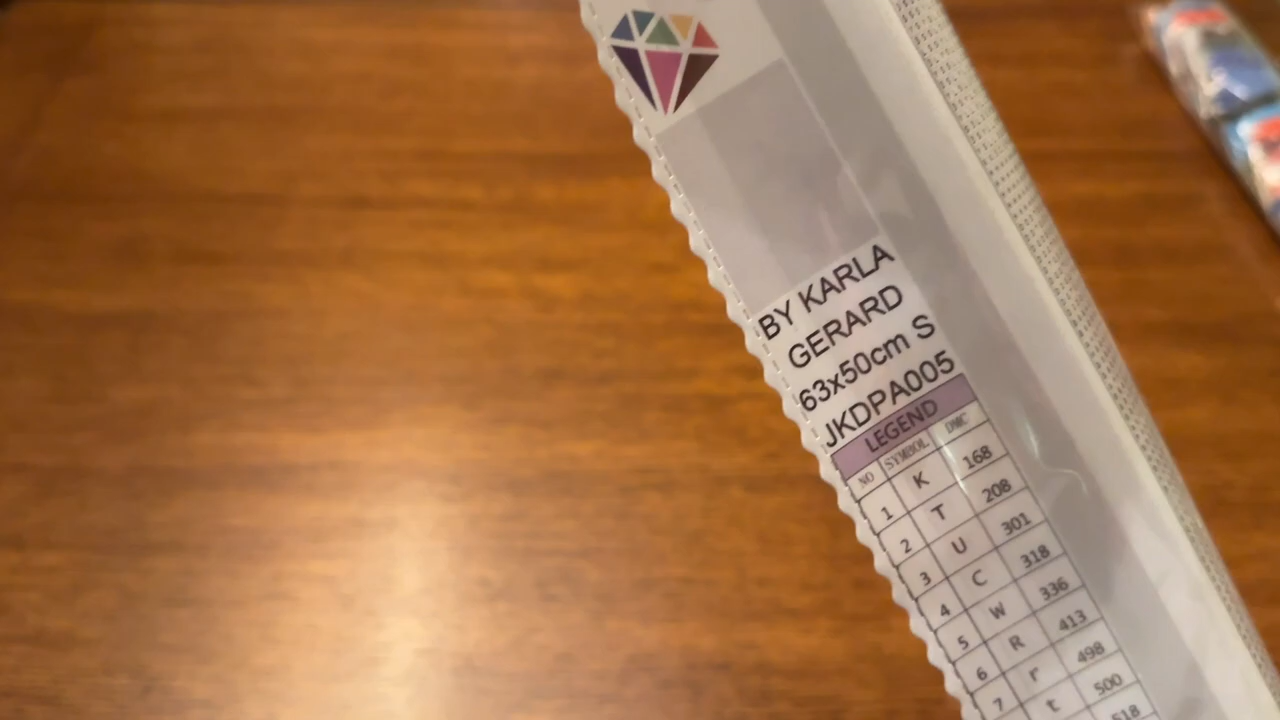 BY KARLA
GERARD
63x50cm S
JKDPA005
LEGEND
NO SYMBOL DMC
1 K 168
2 T 208
3 U 301
4 C 318
5 W 336
6 R 413
7 r 498
t 500
518